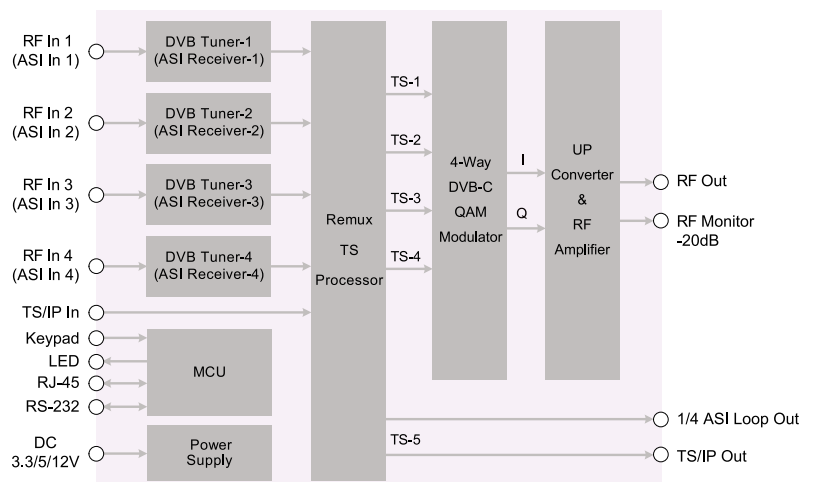 RF In 1
(ASI In 1)
DVB Tuner-1
(ASI Receiver-1)
RF In 2
(ASI In 2)
DVB Tuner-2
(ASI Receiver-2)
RF In 3
(ASI In 3)
DVB Tuner-3
(ASI Receiver-3)
RF In 4
(ASI In 4)
DVB Tuner-4
(ASI Receiver-4)
TS/IP In
Keypad
LED
RJ-45
RS-232
MCU
DC
3.3/5/12V
Power
Supply
Remux
TS
Processor
TS-1
TS-2
TS-3
TS-4
TS-5
4-Way
DVB-C
QAM
Modulator
I
Q
UP
Converter
&
RF
Amplifier
RF Out
RF Monitor
-20dB
1/4 ASI Loop Out
TS/IP Out